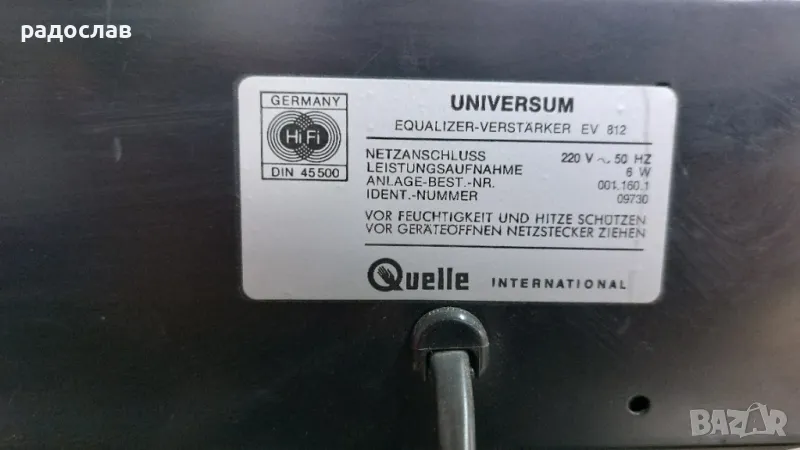 радослав
GERMANY
HiFi
DIN 45500
UNIVERSUM
EQUALIZER-VERSTÄRKER EV 812
NETZANSCHLUSS 220 V ~ 50 HZ
LEISTUNGSAUFNAHME 6 W
ANLAGE-BEST.-NR. 001.160.1
IDENT.-NUMMER 09730
VOR FEUCHTIGKEIT UND HITZE SCHÜTZEN
VOR GERÄTEÖFFNEN NETZSTECKER ZIEHEN
Quelle INTERNATIONAL
BAZAR